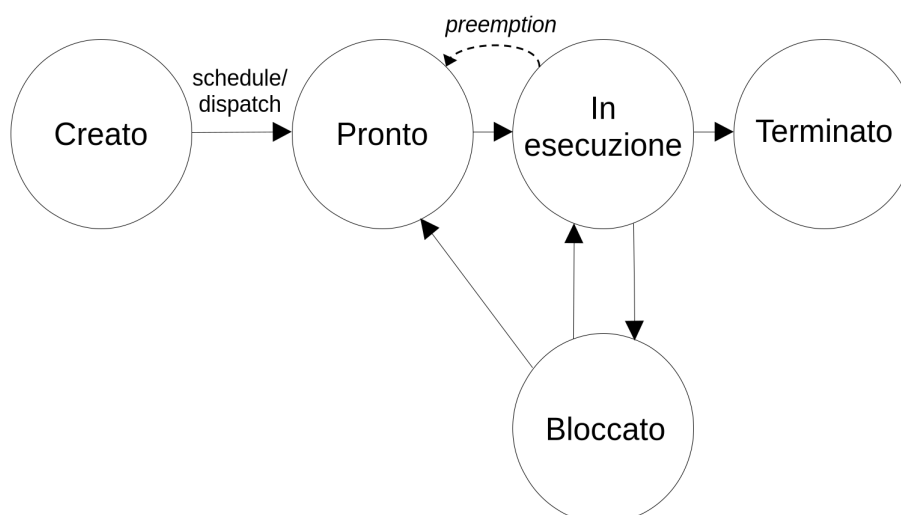 preemption
schedule/
dispatch
Creato
Pronto
In
esecuzione
Terminato
Bloccato